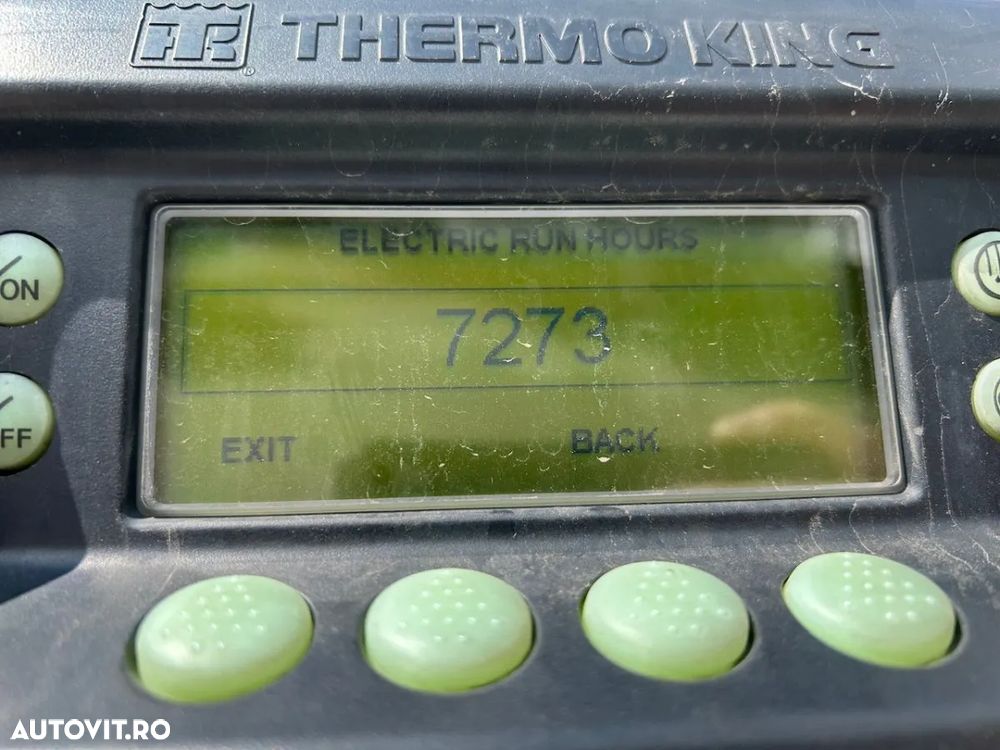 THERMO KING
ELECTRIC RUN HOURS
7273
ON
EXIT BACK
FF
AUTOVIT.RO